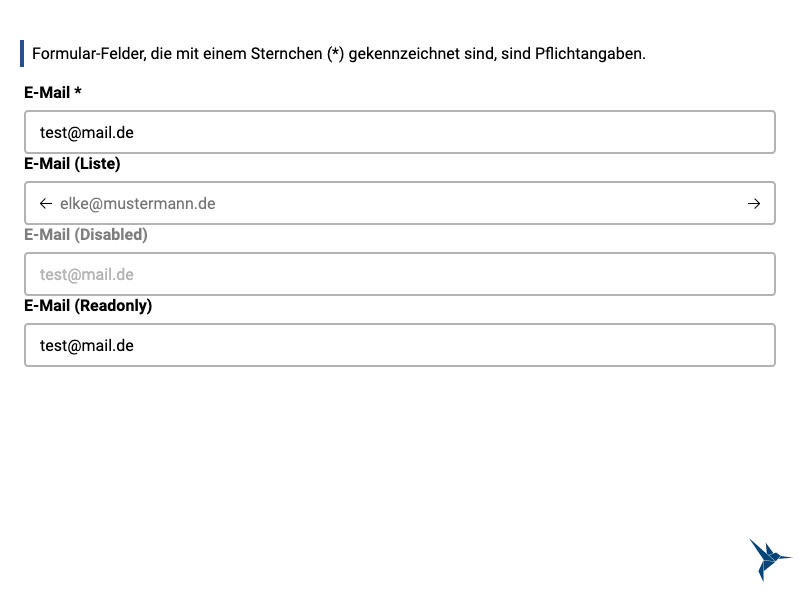 Formular-Felder, die mit einem Sternchen (*) gekennzeichnet sind, sind Pflichtangaben.
E-Mail *
test@mail.de
E-Mail (Liste)
← elke@mustermann.de →
E-Mail (Disabled)
test@mail.de
E-Mail (Readonly)
test@mail.de